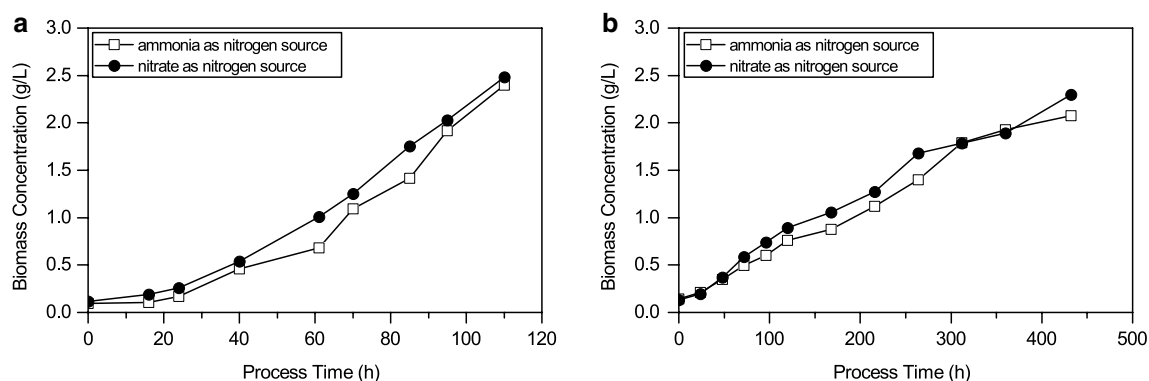 a
3.0
ammonia as nitrogen source
nitrate as nitrogen source
2.5
2.0
1.5
1.0
0.5
0.0
Biomass Concentration (g/L)
0 20 40 60 80 100 120
Process Time (h)
b
3.0
ammonia as nitrogen source
nitrate as nitrogen source
2.5
2.0
1.5
1.0
0.5
0.0
Biomass Concentration (g/L)
0 100 200 300 400 500
Process Time (h)